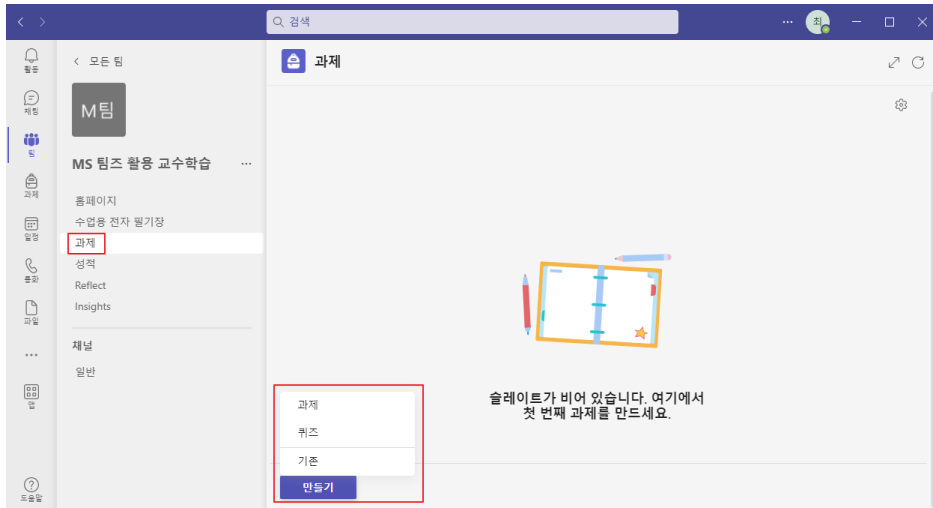 검색
최
활동
채팅
팀
과제
일정
통화
파일
앱
도움말
모든 팀
M팀
MS 팀즈 활용 교수학습
홈페이지
수업용 전자 필기장
과제
성적
Reflect
Insights
채널
일반
과제
슬레이트가 비어 있습니다. 여기에서
첫 번째 과제를 만드세요.
과제
퀴즈
기존
만들기